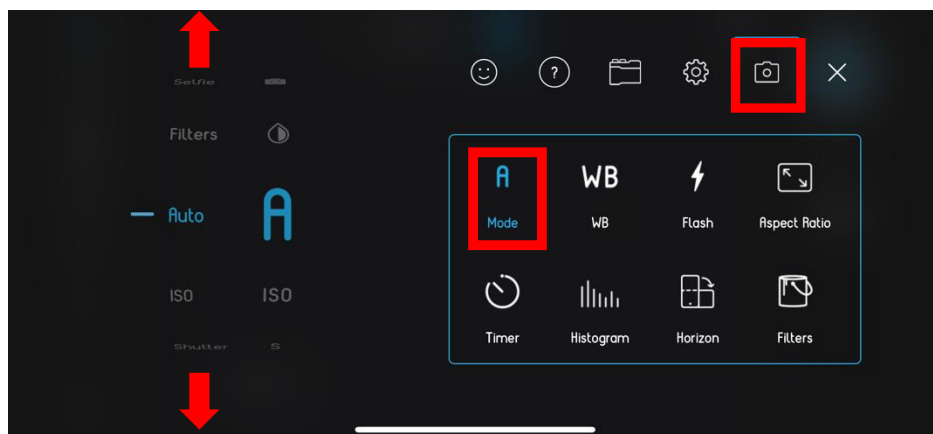 Selfie
Filters
Auto A
ISO ISO
Shutter S
?
A WB
Mode WB Flash Aspect Ratio
Timer Histogram Horizon Filters